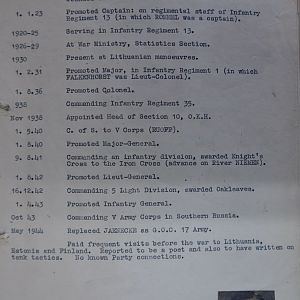 1. 1.23 Promoted Captain: on regimental staff of Infantry
Regiment 13 (in which ROMMEL was a captain).
1920-25 Serving in Infantry Regiment 13.
1926-29 At War Ministry, Statistics Section.
1930 Present at Lithuanian manoeuvres.
1. 2.31 Promoted Major, in Infantry Regiment 1 (in which
FALKENHORST was Lieut-Colonel).
1. 8.36 Promoted Colonel.
1938 Commanding Infantry Regiment 35.
Nov 1938 Appointed Head of Section 10, O.K.H.
1. 5.40 C. of S. to V Corps (RUOFF).
1. 8.40 Promoted Major-General.
9. 8.41 Commanding an infantry division, awarded Knight's
Cross to the Iron Cross (advance on River NIEMEN).
1. 8.42 Promoted Lieut-General.
16.12.42 Commanding 5 Light Division, awarded Oakleaves.
1. 4.43 Promoted Infantry General.
Oct 43 Commanding V Army Corps in Southern Russia.
May 1944 Replaced JAENECKE as G.O.C. 17 Army.
Paid frequent visites before the war to Lithuania,
Estonia and Finland. Reported to be a poet and also to have written on
tank tactics. No known Party connections.